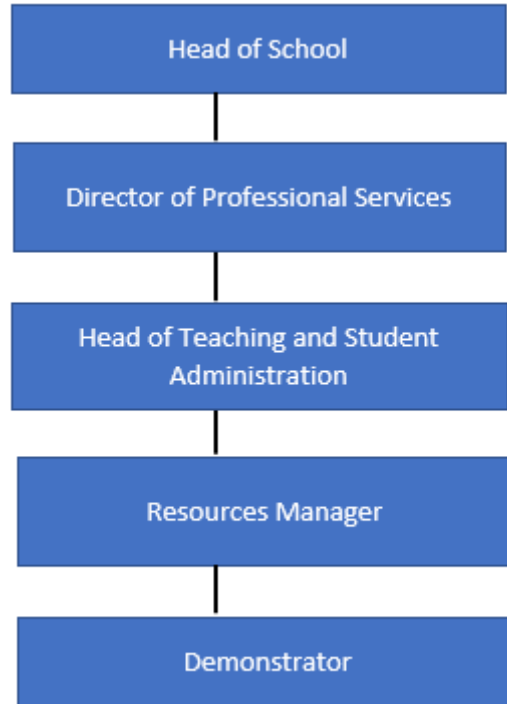 Head of School
Director of Professional Services
Head of Teaching and Student
Administration
Resources Manager
Demonstrator